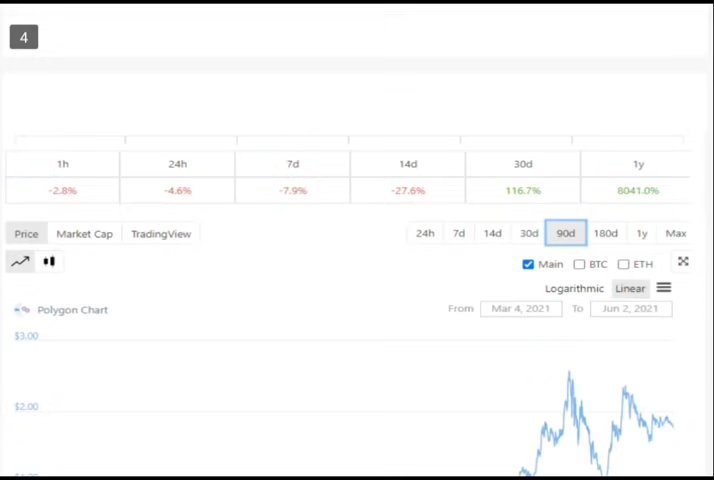 4
1h 24h 7d 14d 30d 1y
-2.8% -4.6% -7.9% -27.6% 116.7% 8041.0%
Price Market Cap TradingView 24h 7d 14d 30d 90d 180d 1y Max
Main BTC ETH
Logarithmic Linear
Polygon Chart From Mar 4, 2021 To Jun 2, 2021
$3.00
$2.00